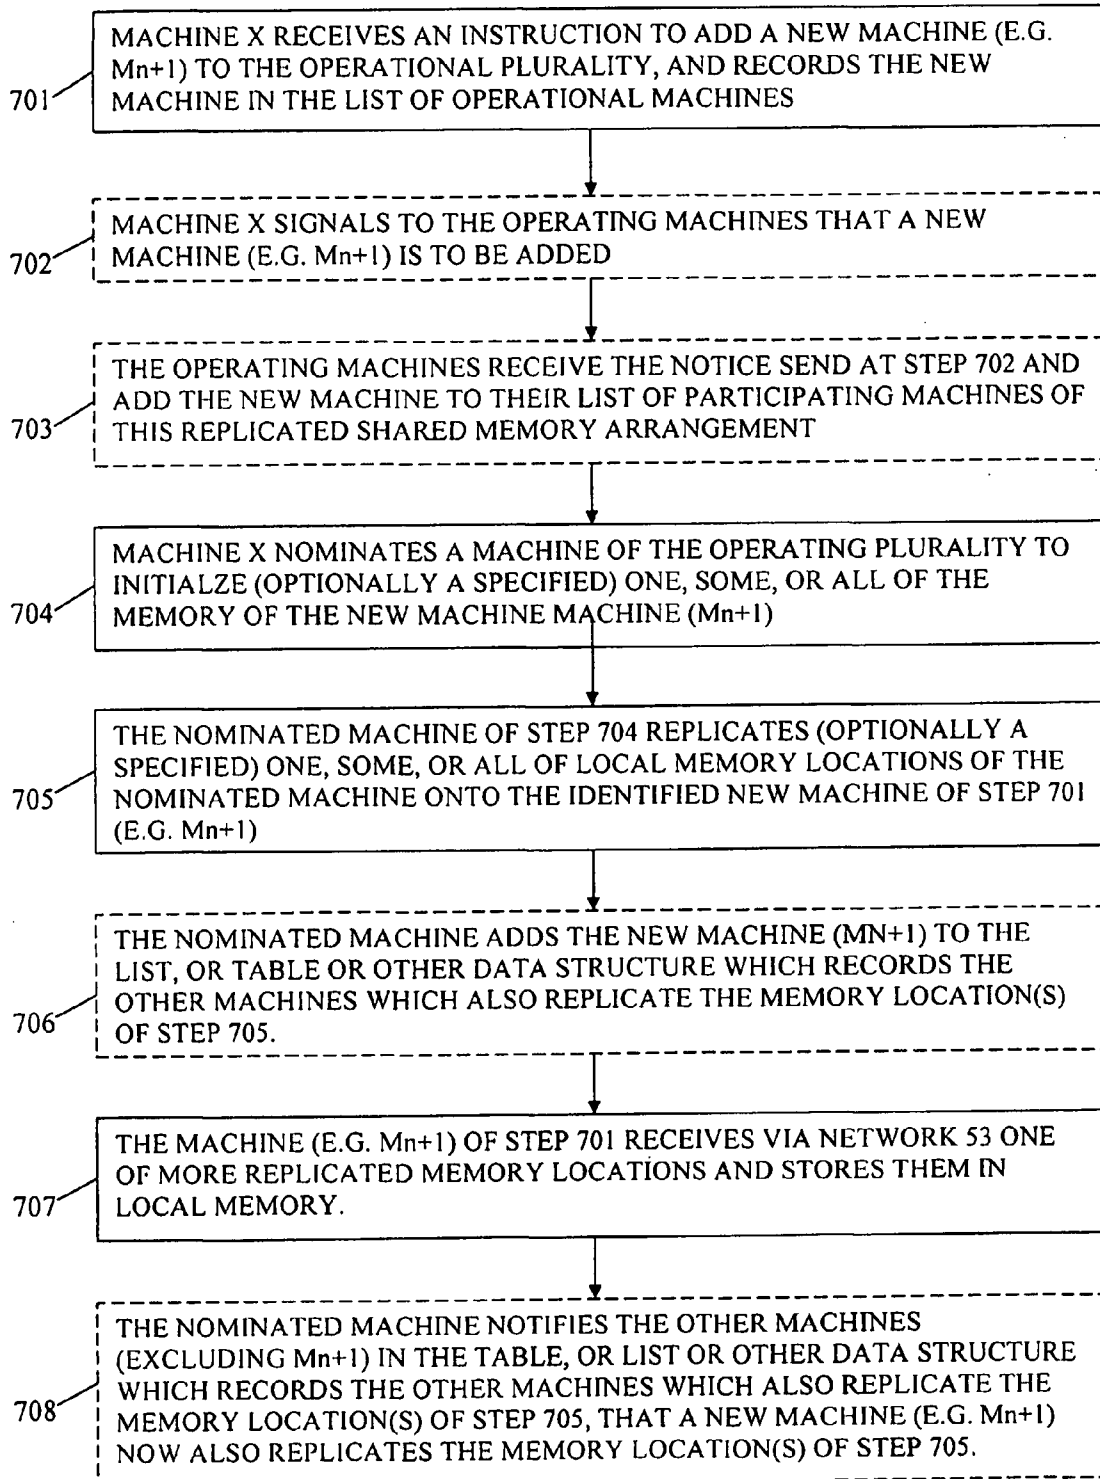 MACHINE X RECEIVES AN INSTRUCTION TO ADD A NEW MACHINE (E.G.
Mn+1) TO THE OPERATIONAL PLURALITY, AND RECORDS THE NEW
MACHINE IN THE LIST OF OPERATIONAL MACHINES
701
MACHINE X SIGNALS TO THE OPERATING MACHINES THAT A NEW
MACHINE (E.G. Mn+1) IS TO BE ADDED
702
THE OPERATING MACHINES RECEIVE THE NOTICE SEND AT STEP 702 AND
ADD THE NEW MACHINE TO THEIR LIST OF PARTICIPATING MACHINES OF
THIS REPLICATED SHARED MEMORY ARRANGEMENT
703
MACHINE X NOMINATES A MACHINE OF THE OPERATING PLURALITY TO
INITIALZE (OPTIONALLY A SPECIFIED) ONE, SOME, OR ALL OF THE
MEMORY OF THE NEW MACHINE MACHINE (Mn+1)
704
THE NOMINATED MACHINE OF STEP 704 REPLICATES (OPTIONALLY A
SPECIFIED) ONE, SOME, OR ALL OF LOCAL MEMORY LOCATIONS OF THE
NOMINATED MACHINE ONTO THE IDENTIFIED NEW MACHINE OF STEP 701
(E.G. Mn+1)
705
THE NOMINATED MACHINE ADDS THE NEW MACHINE (MN+1) TO THE
LIST, OR TABLE OR OTHER DATA STRUCTURE WHICH RECORDS THE
OTHER MACHINES WHICH ALSO REPLICATE THE MEMORY LOCATION(S)
OF STEP 705.
706
THE MACHINE (E.G. Mn+1) OF STEP 701 RECEIVES VIA NETWORK 53 ONE
OF MORE REPLICATED MEMORY LOCATIONS AND STORES THEM IN
LOCAL MEMORY.
707
THE NOMINATED MACHINE NOTIFIES THE OTHER MACHINES
(EXCLUDING Mn+1) IN THE TABLE, OR LIST OR OTHER DATA STRUCTURE
WHICH RECORDS THE OTHER MACHINES WHICH ALSO REPLICATE THE
MEMORY LOCATION(S) OF STEP 705, THAT A NEW MACHINE (E.G. Mn+1)
NOW ALSO REPLICATES THE MEMORY LOCATION(S) OF STEP 705.
708